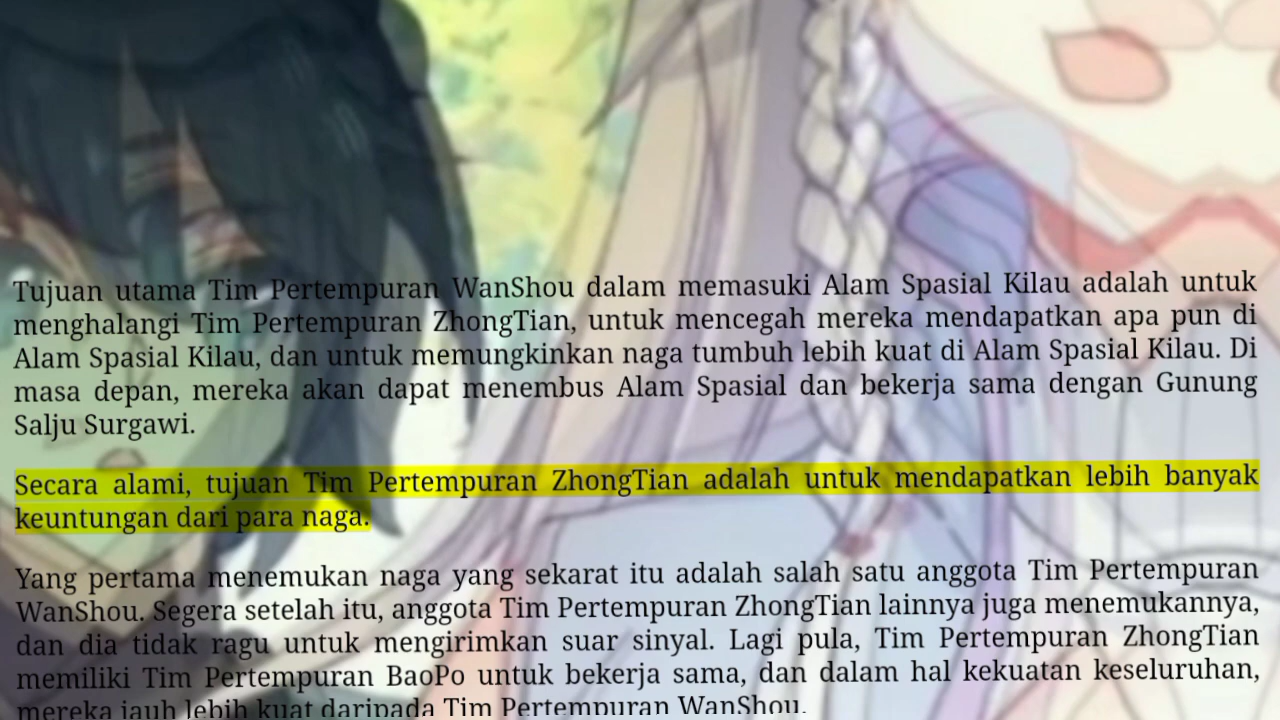 Tujuan utama Tim Pertempuran WanShou dalam memasuki Alam Spasial Kilau adalah untuk
menghalangi Tim Pertempuran ZhongTian, untuk mencegah mereka mendapatkan apa pun di
Alam Spasial Kilau, dan untuk memungkinkan naga tumbuh lebih kuat di Alam Spasial Kilau. Di
masa depan, mereka akan dapat menembus Alam Spasial dan bekerja sama dengan Gunung
Salju Surgawi.
Secara alami, tujuan Tim Pertempuran ZhongTian adalah untuk mendapatkan lebih banyak
keuntungan dari para naga.
Yang pertama menemukan naga yang sekarat itu adalah salah satu anggota Tim Pertempuran
WanShou. Segera setelah itu, anggota Tim Pertempuran ZhongTian lainnya juga menemukannya,
dan dia tidak ragu untuk mengirimkan suar sinyal. Lagi pula, Tim Pertempuran ZhongTian
memiliki Tim Pertempuran BaoPo untuk bekerja sama, dan dalam hal kekuatan keseluruhan,
mereka jauh lebih kuat daripada Tim Pertempuran WanShou.